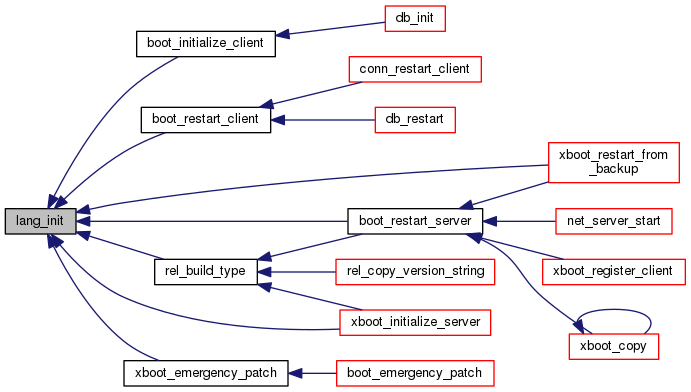 db_init
boot_initialize_client
conn_restart_client
boot_restart_client
db_restart
xboot_restart_from
_backup
lang_init
boot_restart_server
net_server_start
rel_build_type
rel_copy_version_string
xboot_register_client
xboot_initialize_server
xboot_copy
xboot_emergency_patch
boot_emergency_patch